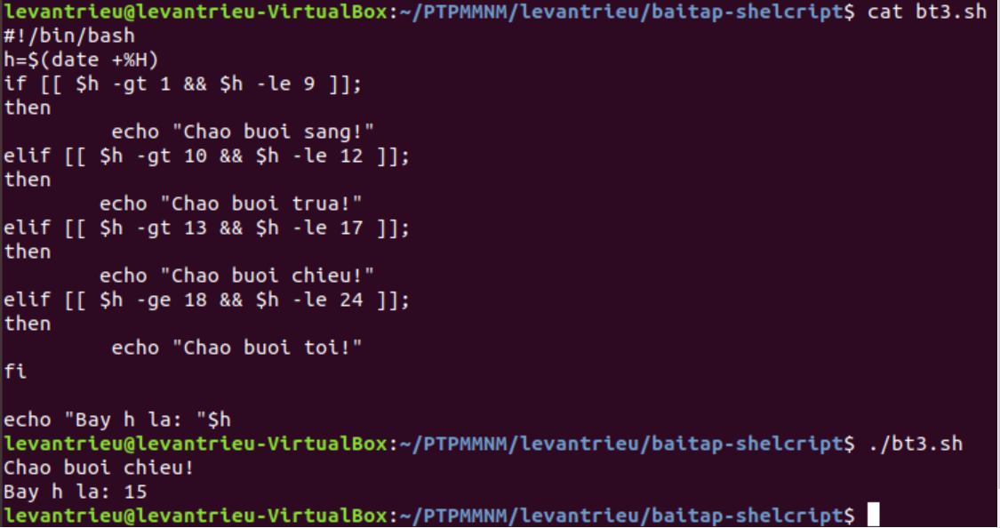 levantrieu@levantrieu-VirtualBox:~/PTPMMNM/levantrieu/baitap-shelcript$ cat bt3.sh
#!/bin/bash
h=$(date +%H)
if [[ $h -gt 1 && $h -le 9 ]];
then
         echo "Chao buoi sang!"
elif [[ $h -gt 10 && $h -le 12 ]];
then
        echo "Chao buoi trua!"
elif [[ $h -gt 13 && $h -le 17 ]];
then
        echo "Chao buoi chieu!"
elif [[ $h -ge 18 && $h -le 24 ]];
then
         echo "Chao buoi toi!"
fi

echo "Bay h la: "$h
levantrieu@levantrieu-VirtualBox:~/PTPMMNM/levantrieu/baitap-shelcript$ ./bt3.sh
Chao buoi chieu!
Bay h la: 15
levantrieu@levantrieu-VirtualBox:~/PTPMMNM/levantrieu/baitap-shelcript$